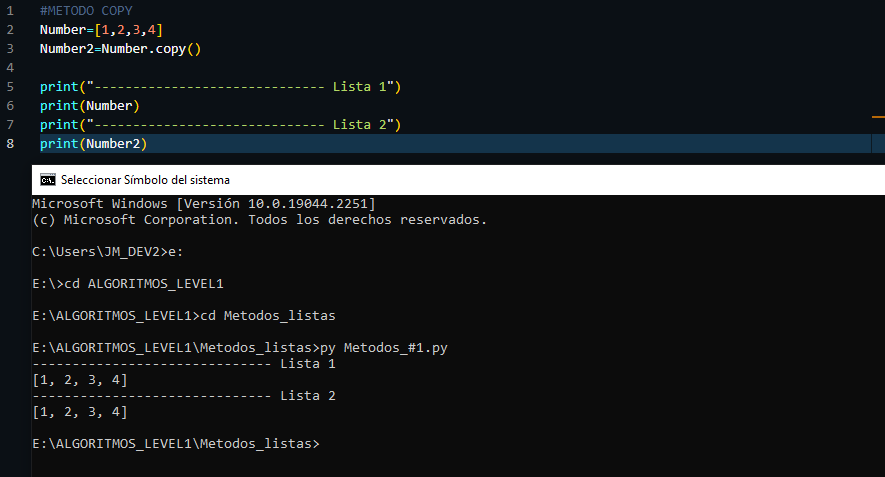 1 #METODO COPY
2 Number=[1,2,3,4]
3 Number2=Number.copy()
4
5 print("------------------------------ Lista 1")
6 print(Number)
7 print("------------------------------ Lista 2")
8 print(Number2)
C:\. Seleccionar Símbolo del sistema
Microsoft Windows [Versión 10.0.19044.2251]
(c) Microsoft Corporation. Todos los derechos reservados.
C:\Users\JM_DEV2>e:
E:\>cd ALGORITMOS_LEVEL1
E:\ALGORITMOS_LEVEL1>cd Metodos_listas
E:\ALGORITMOS_LEVEL1\Metodos_listas>py Metodos_#1.py
------------------------------ Lista 1
[1, 2, 3, 4]
------------------------------ Lista 2
[1, 2, 3, 4]
E:\ALGORITMOS_LEVEL1\Metodos_listas>